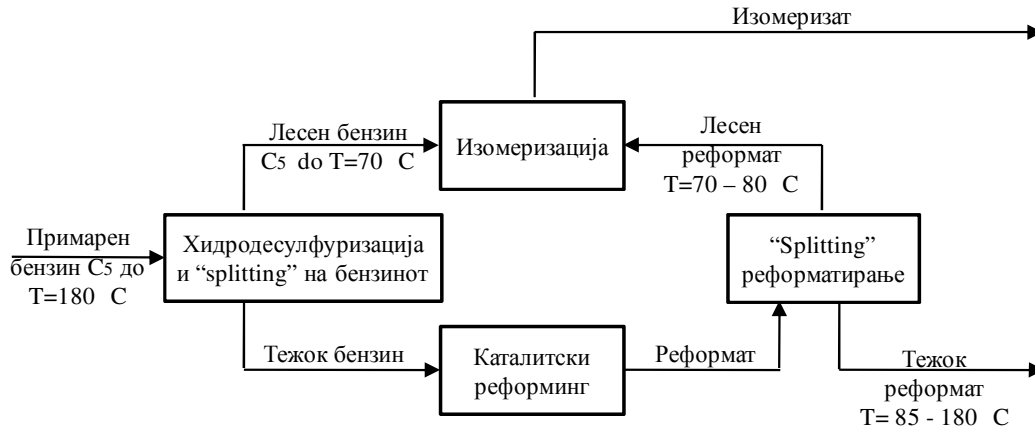 Изомеризат
Лесен бензин
C5 do T=70 C
Изомеризација
Лесен
реформат
T=70 – 80 C
Примарен
бензин C5 до
T=180 C
Хидродесулфуризација
и “splitting” на бензинот
“Splitting”
реформатирање
Тежок бензин
Каталитски
реформинг
Реформат
Тежок
реформат
T= 85 - 180 C